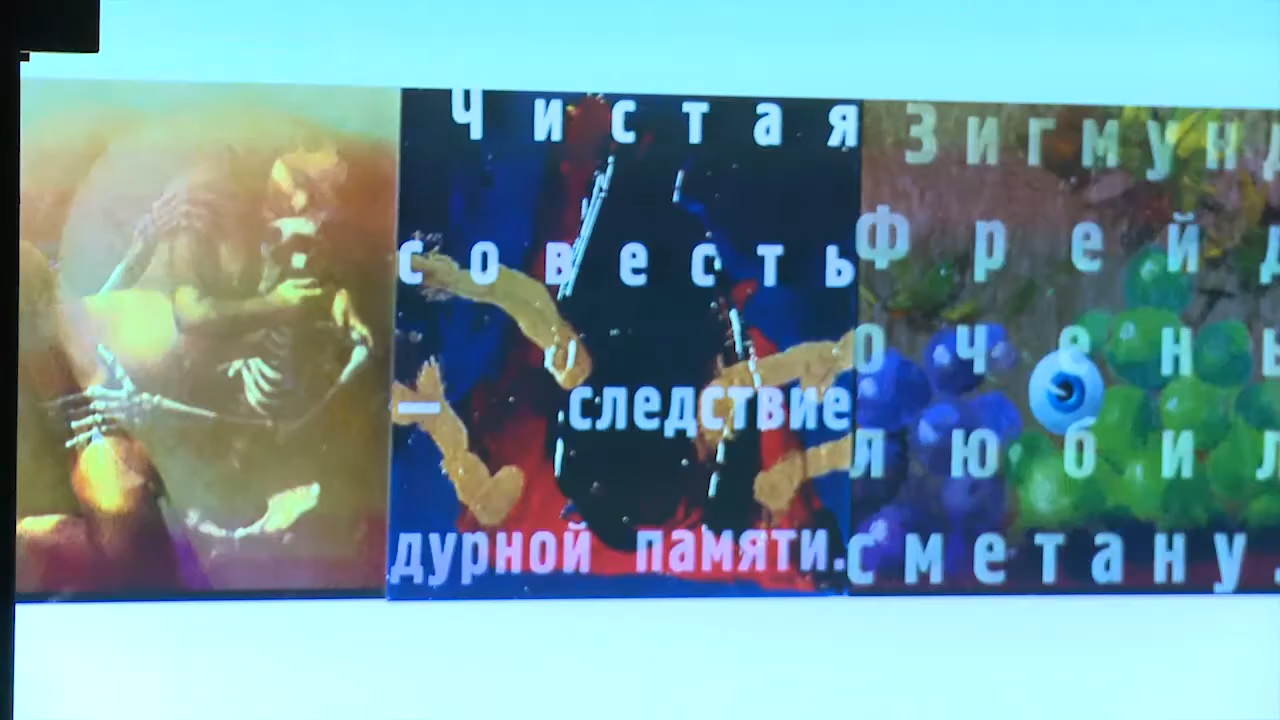 Чистая
совесть
– следствие
дурной памяти.
Зигмунд
Фрейд
очень
любил
сметану.